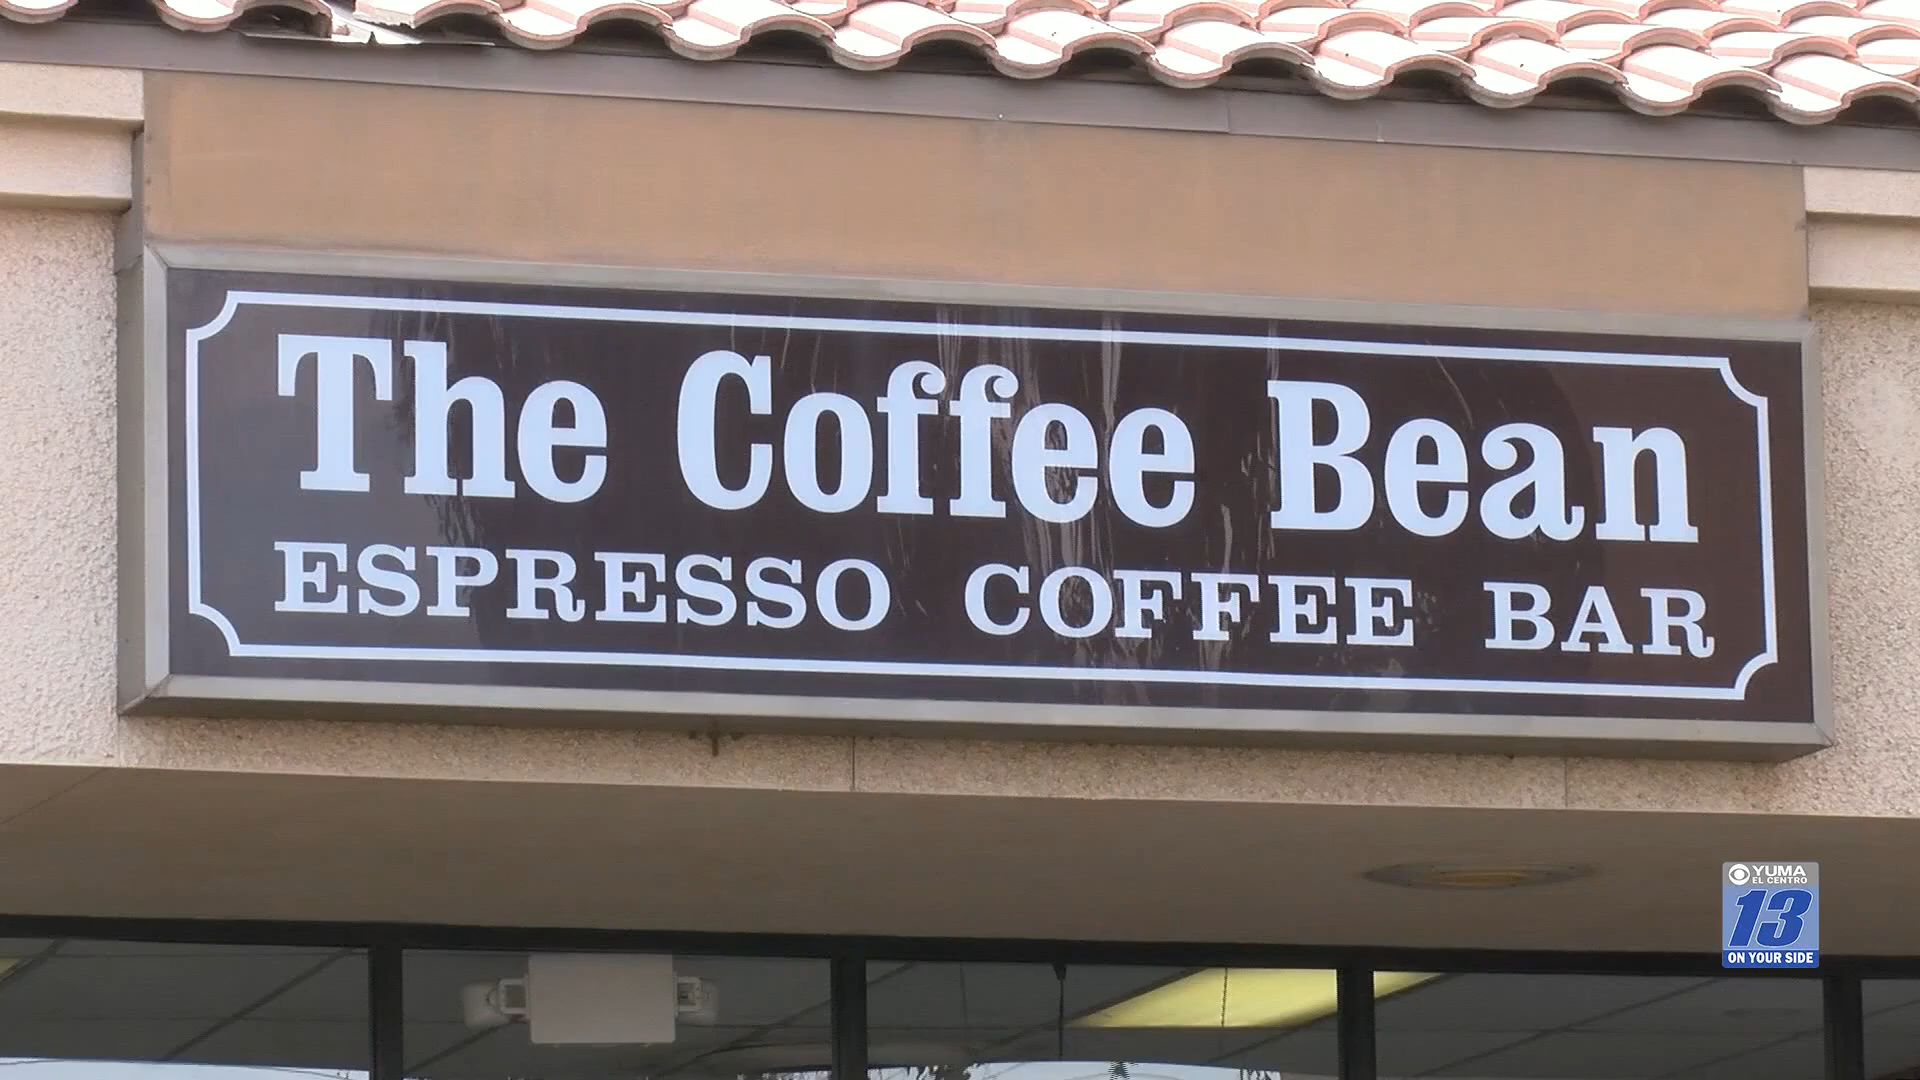 The Coffee Bean
ESPRESSO COFFEE BAR
YUMA
EL CENTRO
13
ON YOUR SIDE